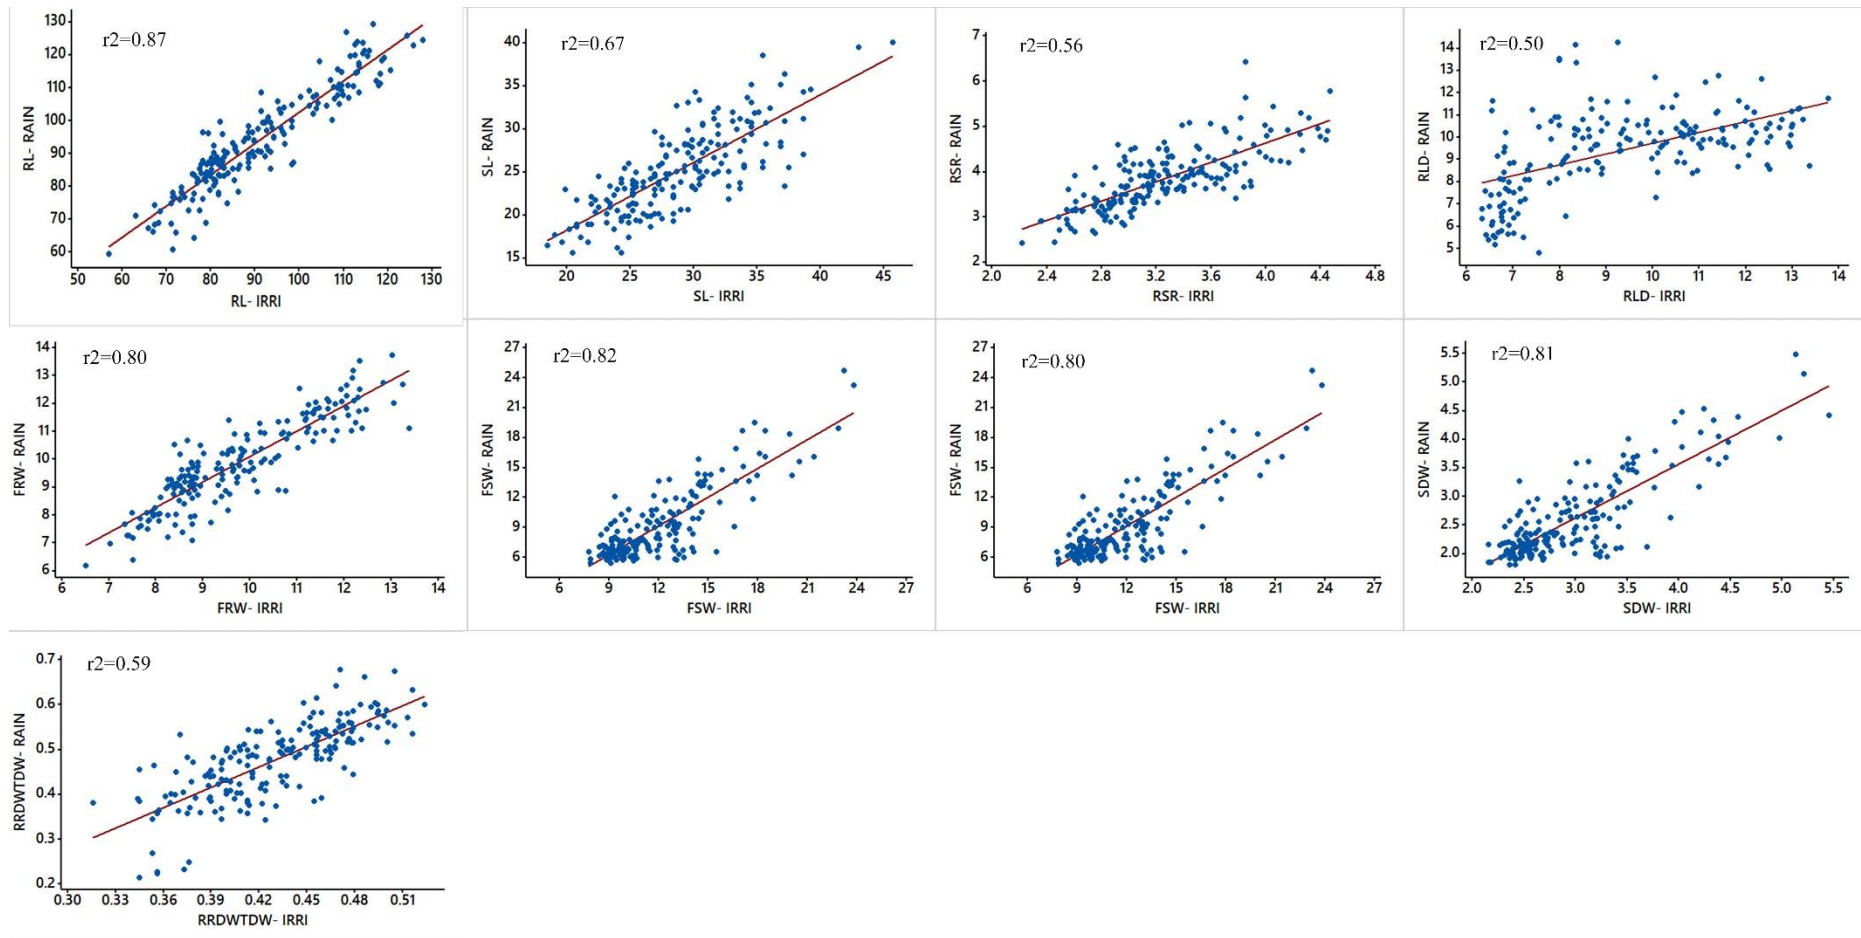 r2=0.87
130
120
110
100
90
80
70
60
RL- RAIN
50 60 70 80 90 100 110 120 130
RL- IRRI
r2=0.67
40
35
30
25
20
15
SL- RAIN
20 25 30 35 40 45
SL- IRRI
r2=0.56
7
6
5
4
3
2
RSR- RAIN
2.0 2.4 2.8 3.2 3.6 4.0 4.4 4.8
RSR- IRRI
r2=0.50
14
13
12
11
10
9
8
7
6
5
RLD- RAIN
6 7 8 9 10 11 12 13 14
RLD- IRRI
r2=0.80
14
13
12
11
10
9
8
7
6
FRW- RAIN
6 7 8 9 10 11 12 13 14
FRW- IRRI
r2=0.82
27
24
21
18
15
12
9
6
FSW- RAIN
6 9 12 15 18 21 24 27
FSW- IRRI
r2=0.80
27
24
21
18
15
12
9
6
FSW- RAIN
6 9 12 15 18 21 24 27
FSW- IRRI
r2=0.81
5.5
5.0
4.5
4.0
3.5
3.0
2.5
2.0
SDW- RAIN
2.0 2.5 3.0 3.5 4.0 4.5 5.0 5.5
SDW- IRRI
r2=0.59
0.7
0.6
0.5
0.4
0.3
0.2
RRDWTDW- RAIN
0.30 0.33 0.36 0.39 0.42 0.45 0.48 0.51
RRDWTDW- IRRI